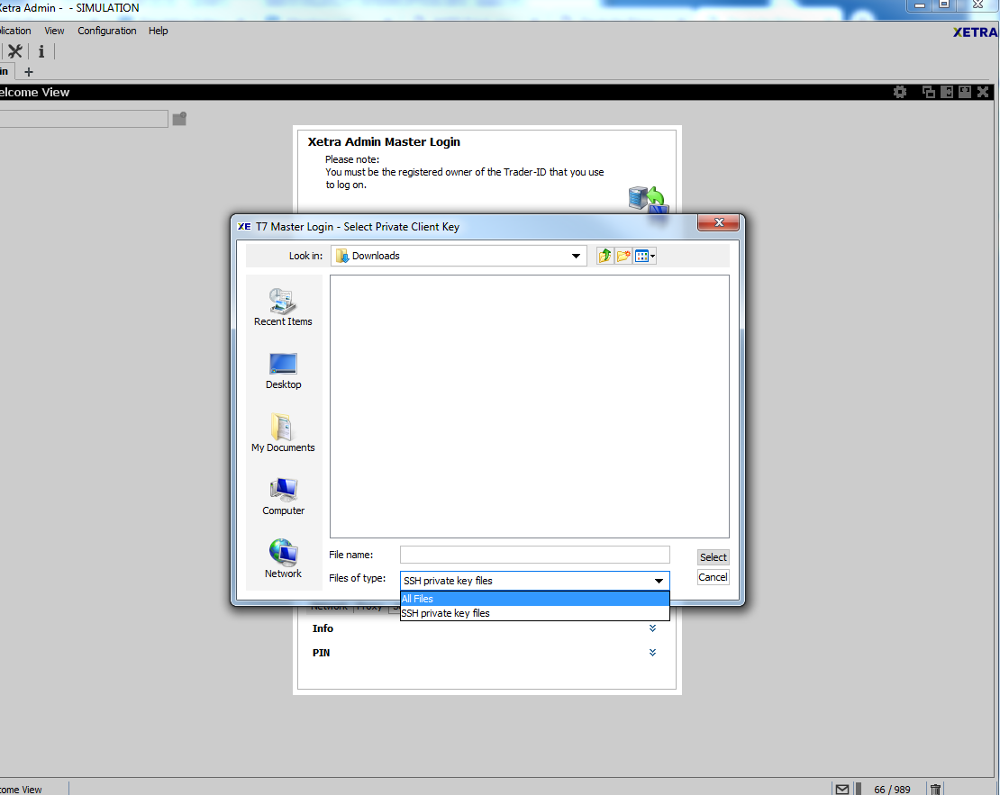 Xetra Admin - - SIMULATION
lication View Configuration Help
XETRA
in +
elcome View
Xetra Admin Master Login
Please note:
You must be the registered owner of the Trader-ID that you use
to log on.
XE T7 Master Login - Select Private Client Key
Look in: Downloads
Recent Items
Desktop
My Documents
Computer
Network
File name:
Select
Files of type: SSH private key files
Cancel
All Files
SSH private key files
Network Proxy
Info
PIN
come View
66 / 989